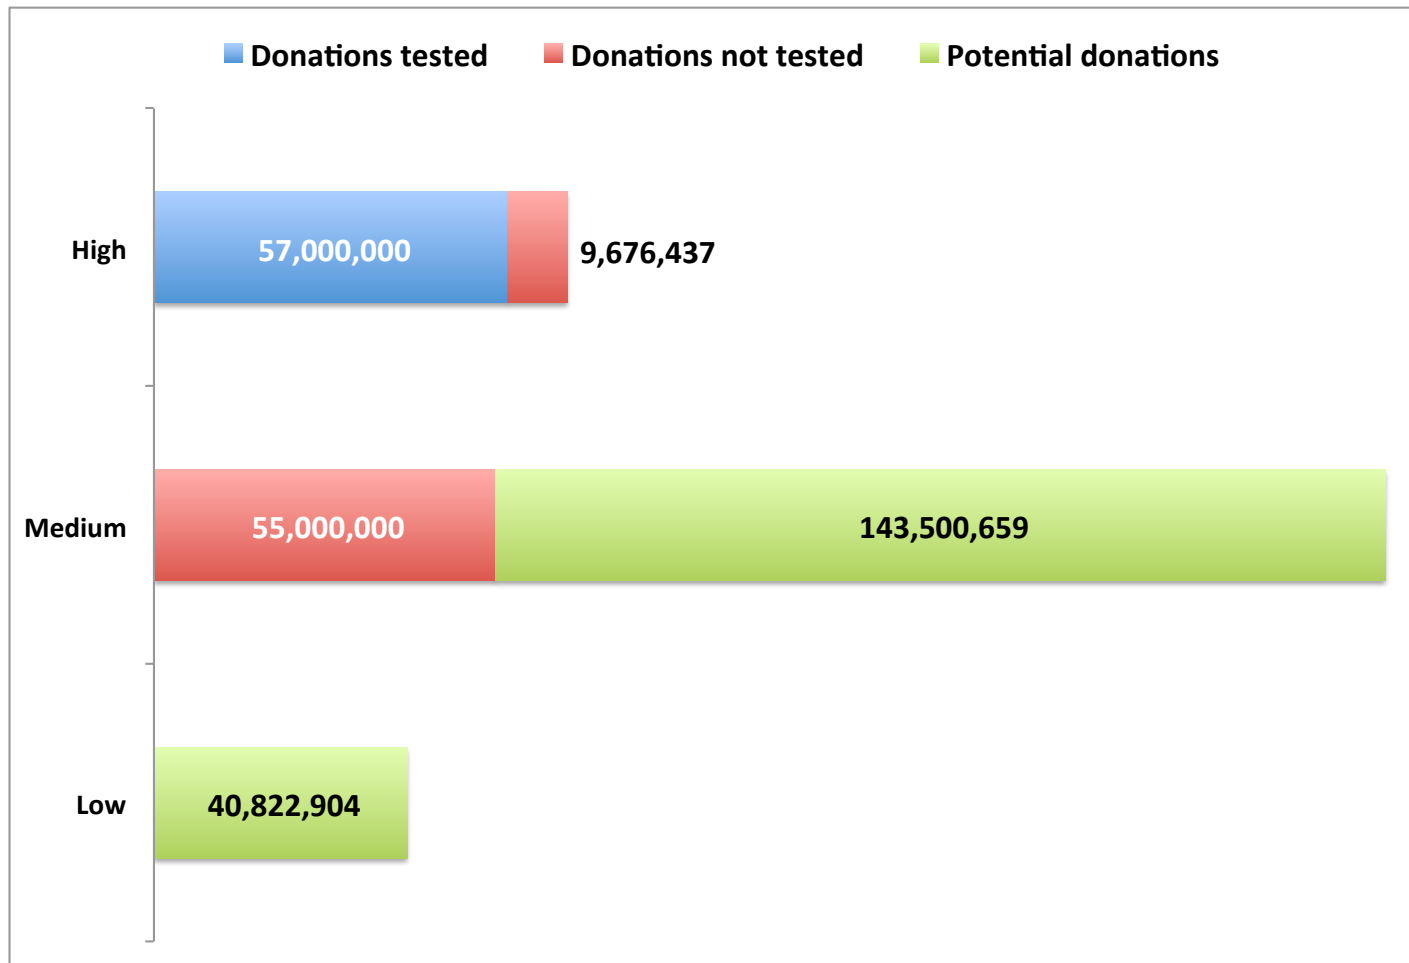 Donations tested Donations not tested Potential donations
High 57,000,000 9,676,437
Medium 55,000,000 143,500,659
Low 40,822,904